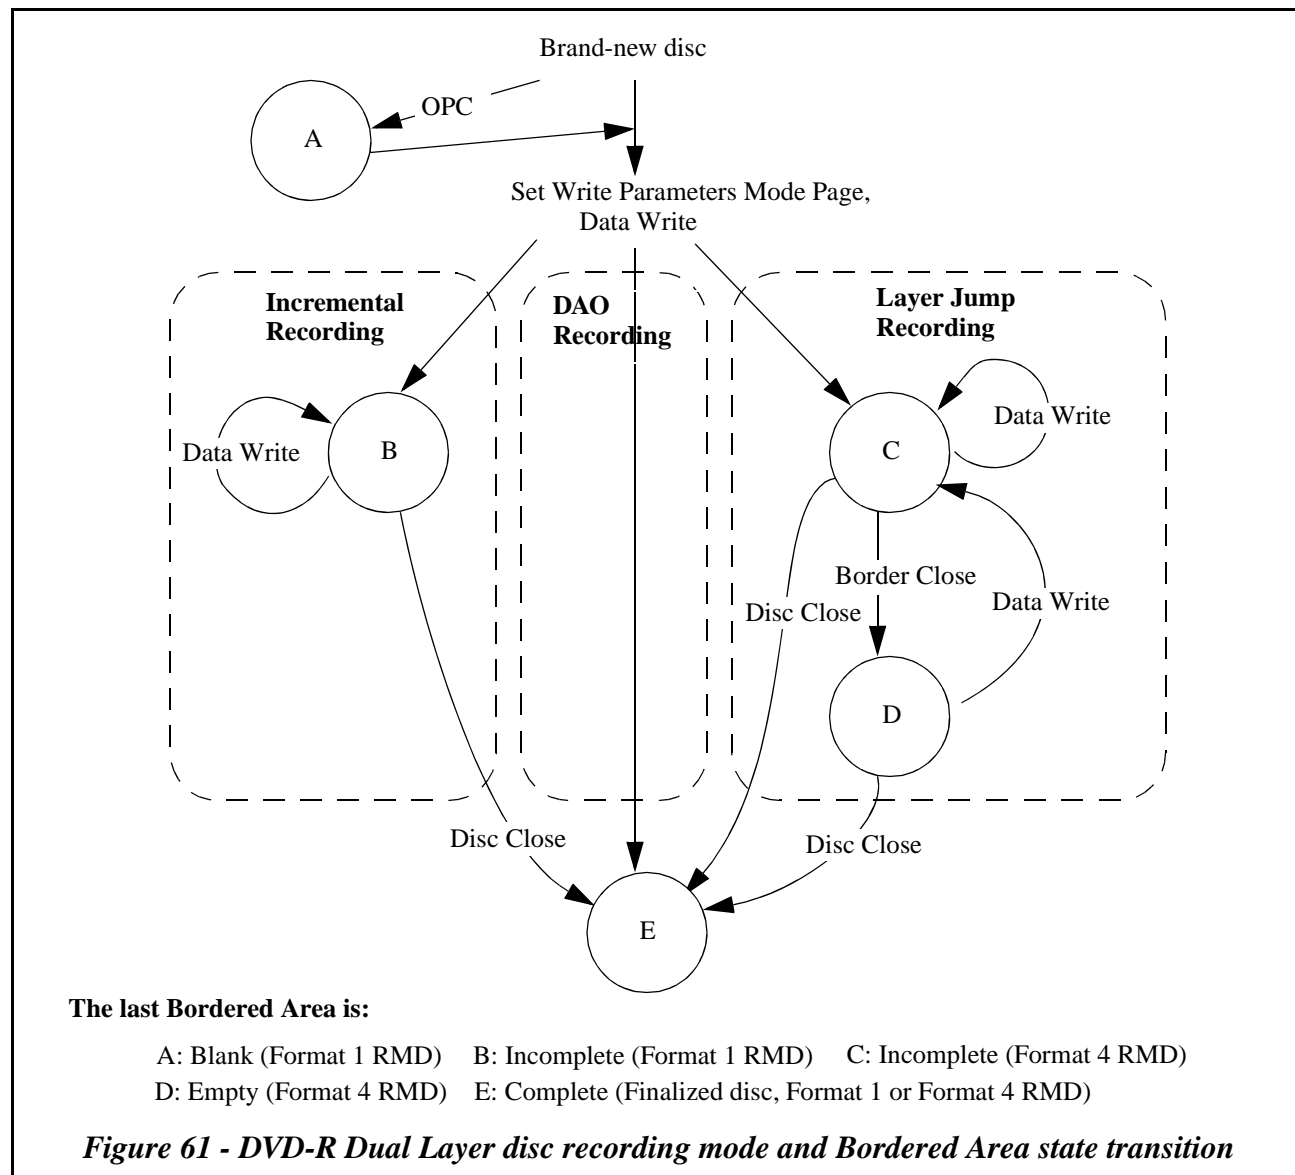 Brand-new disc
OPC
A
Set Write Parameters Mode Page,
Data Write
Incremental
Recording
DAO
Recording
Layer Jump
Recording
Data Write
B
C
Data Write
Border Close
Data Write
Disc Close
D
Disc Close
Disc Close
E
The last Bordered Area is:
A: Blank (Format 1 RMD) B: Incomplete (Format 1 RMD) C: Incomplete (Format 4 RMD)
D: Empty (Format 4 RMD) E: Complete (Finalized disc, Format 1 or Format 4 RMD)
Figure 61 - DVD-R Dual Layer disc recording mode and Bordered Area state transition